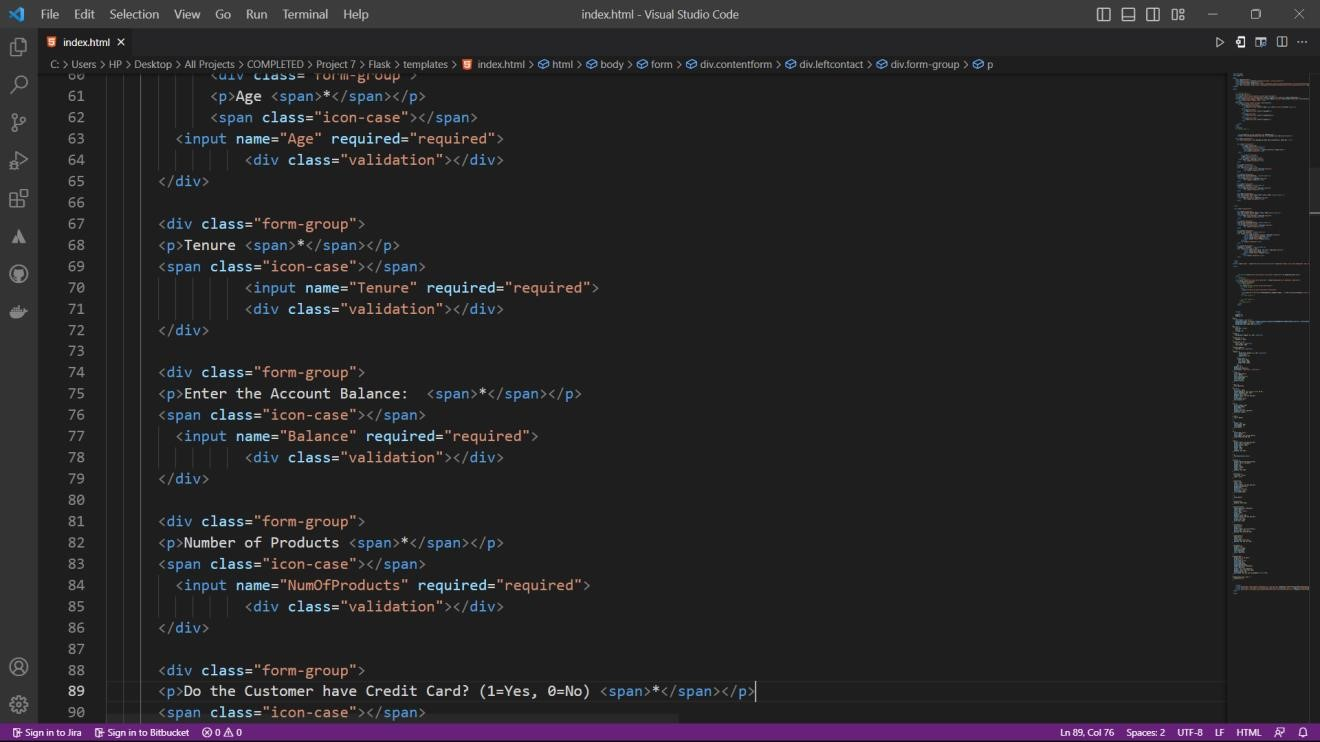 File Edit Selection View Go Run Terminal Help index.html - Visual Studio Code
index.html
C: > Users > HP > Desktop > All Projects > COMPLETED > Project 7 > Flask > templates > index.html > html > body > form > div.contentform > div.leftcontact > div.form-group > p
60 <div class="form-group">
61 <p>Age <span>*</span></p>
62 <span class="icon-case"></span>
63 <input name="Age" required="required">
64 <div class="validation"></div>
65 </div>
66
67 <div class="form-group">
68 <p>Tenure <span>*</span></p>
69 <span class="icon-case"></span>
70 <input name="Tenure" required="required">
71 <div class="validation"></div>
72 </div>
73
74 <div class="form-group">
75 <p>Enter the Account Balance:  <span>*</span></p>
76 <span class="icon-case"></span>
77 <input name="Balance" required="required">
78 <div class="validation"></div>
79 </div>
80
81 <div class="form-group">
82 <p>Number of Products <span>*</span></p>
83 <span class="icon-case"></span>
84 <input name="NumOfProducts" required="required">
85 <div class="validation"></div>
86 </div>
87
88 <div class="form-group">
89 <p>Do the Customer have Credit Card? (1=Yes, 0=No) <span>*</span></p>
90 <span class="icon-case"></span>
Sign in to Jira Sign in to Bitbucket 0 0 Ln 89, Col 76 Spaces: 2 UTF-8 LF HTML